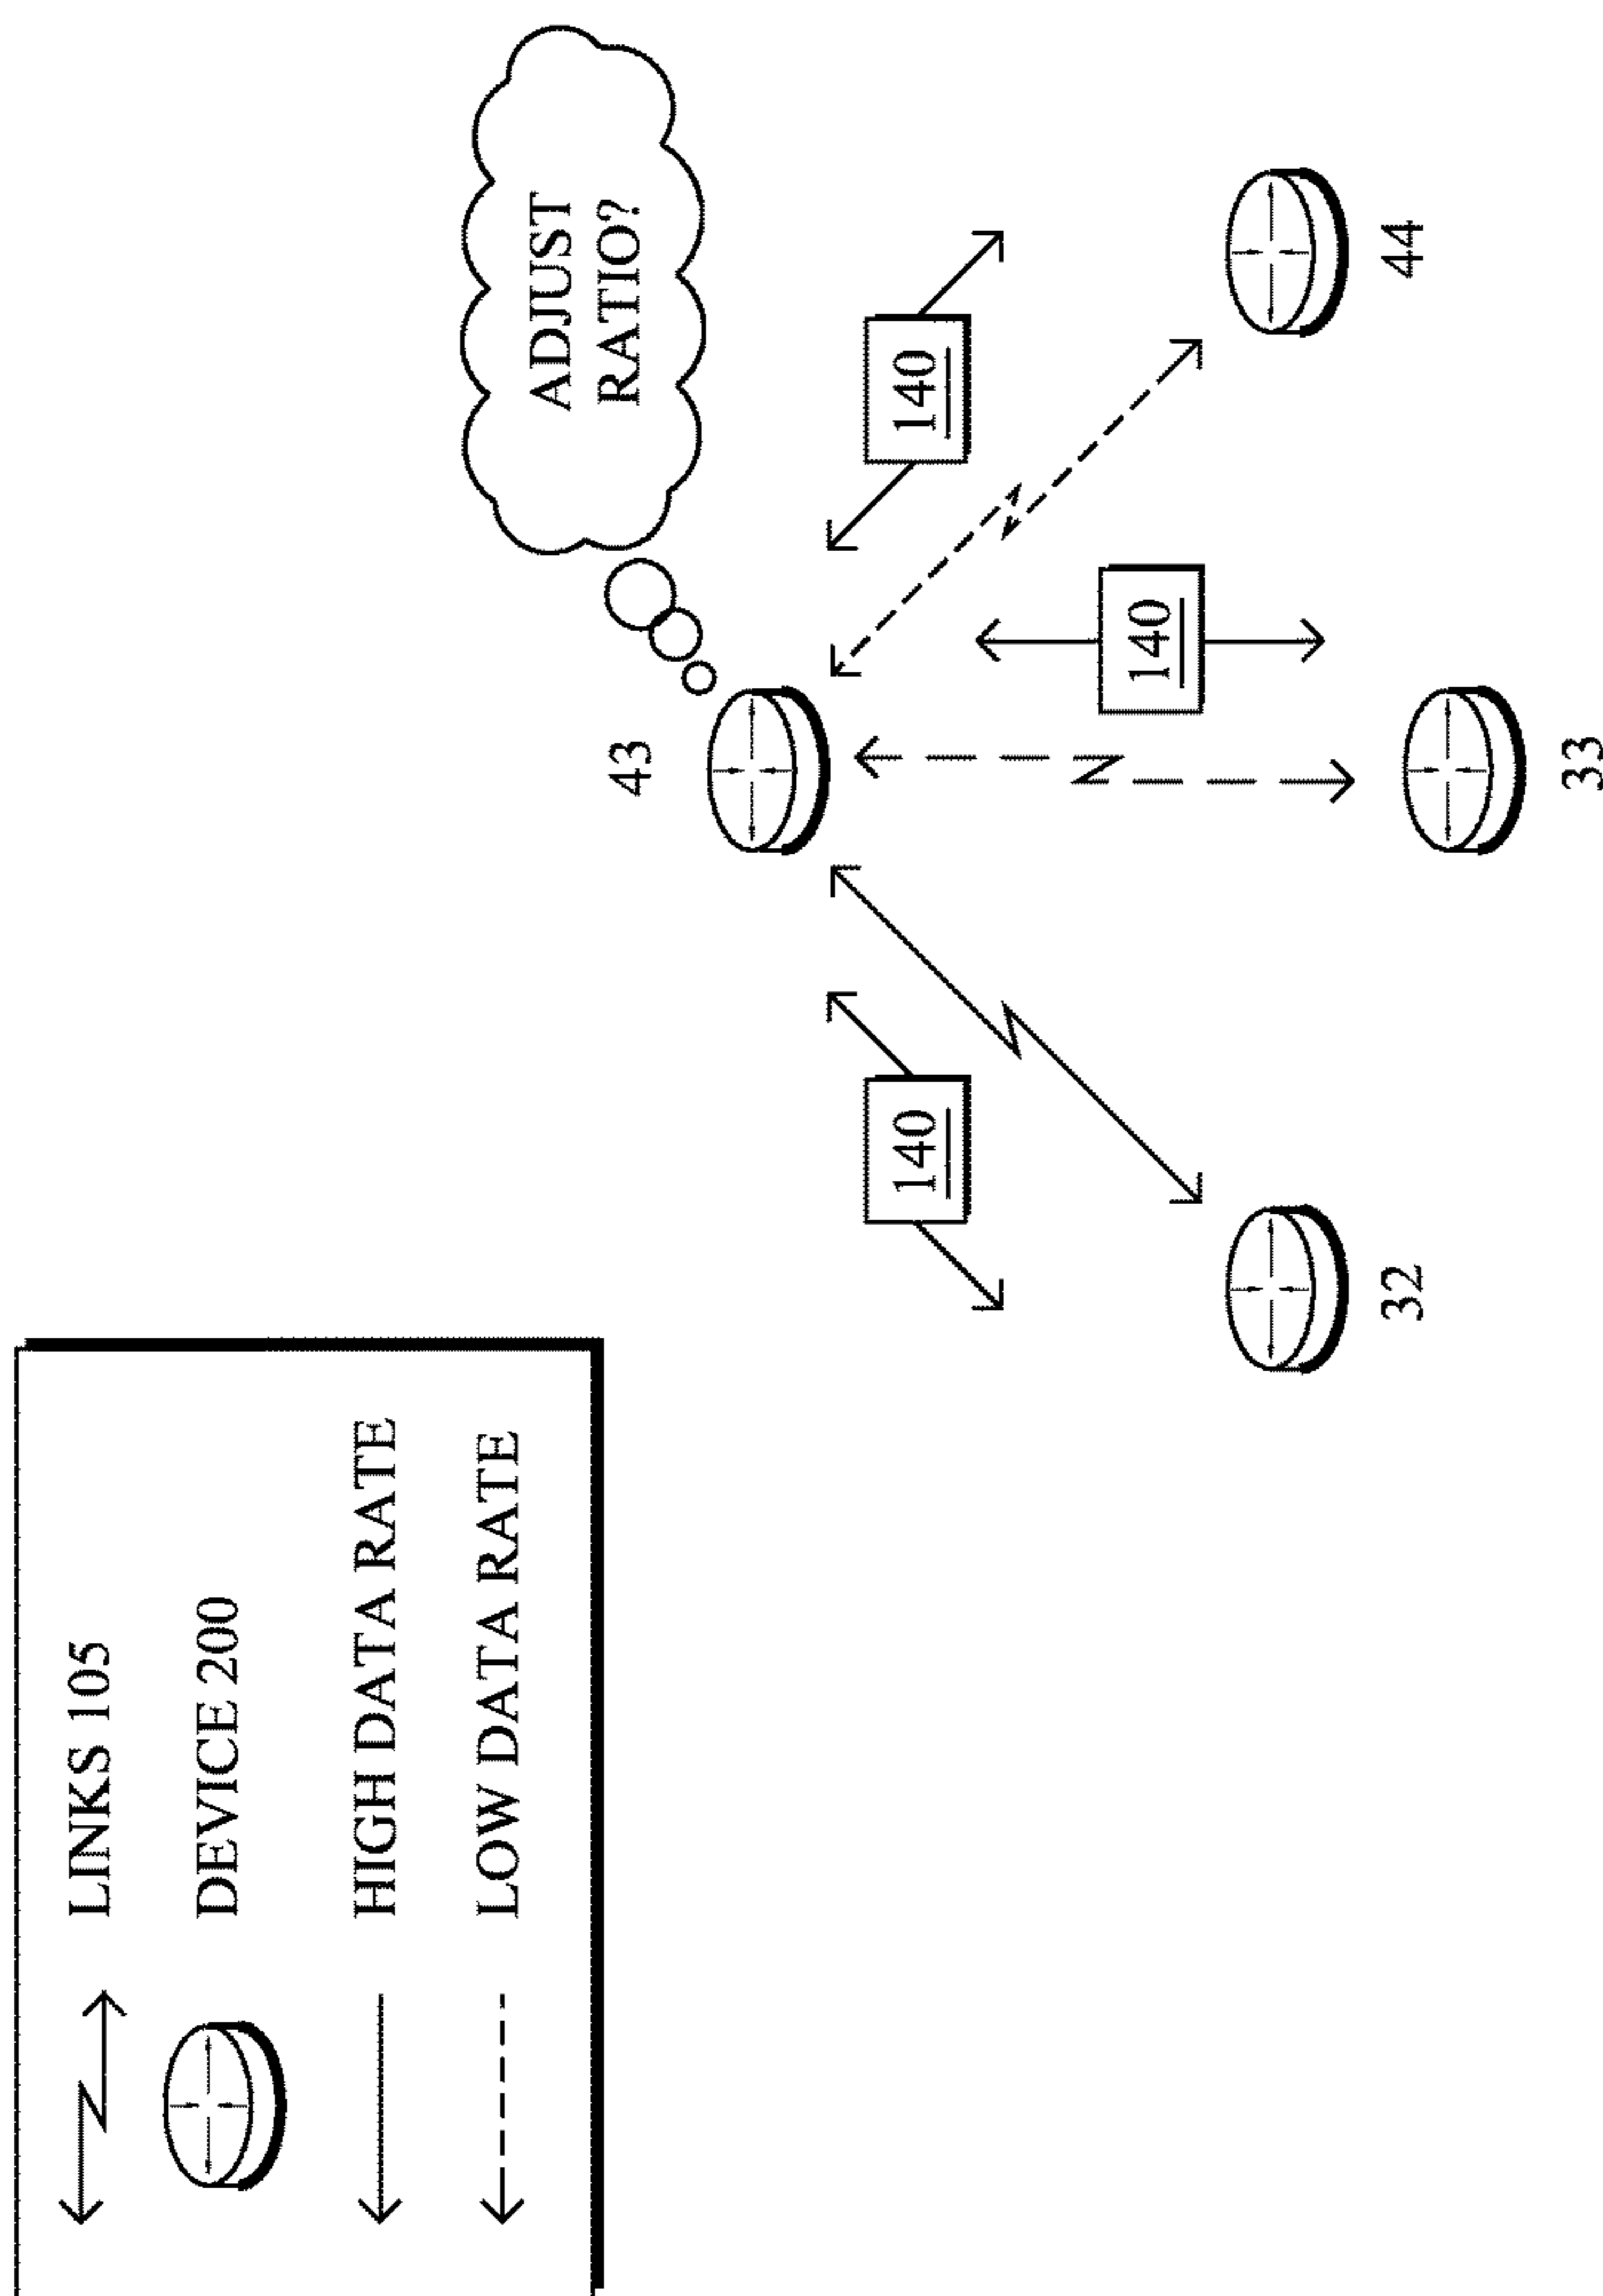 LINKS 105
DEVICE 200
HIGH DATA RATE
LOW DATA RATE
ADJUST
RATIO?
43
140
140
140
32
33
44